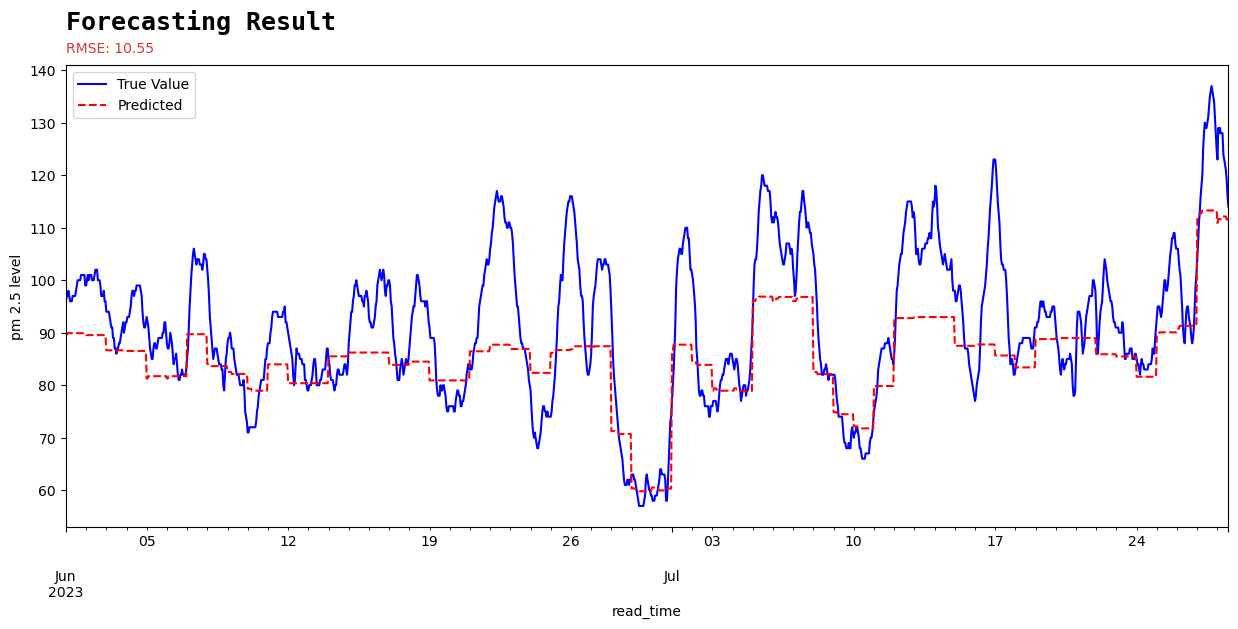 Forecasting Result
RMSE: 10.55
True Value
Predicted
pm 2.5 level
140
130
120
110
100
90
80
70
60
05
12
19
26
03
10
17
24
Jun
2023
Jul
read_time